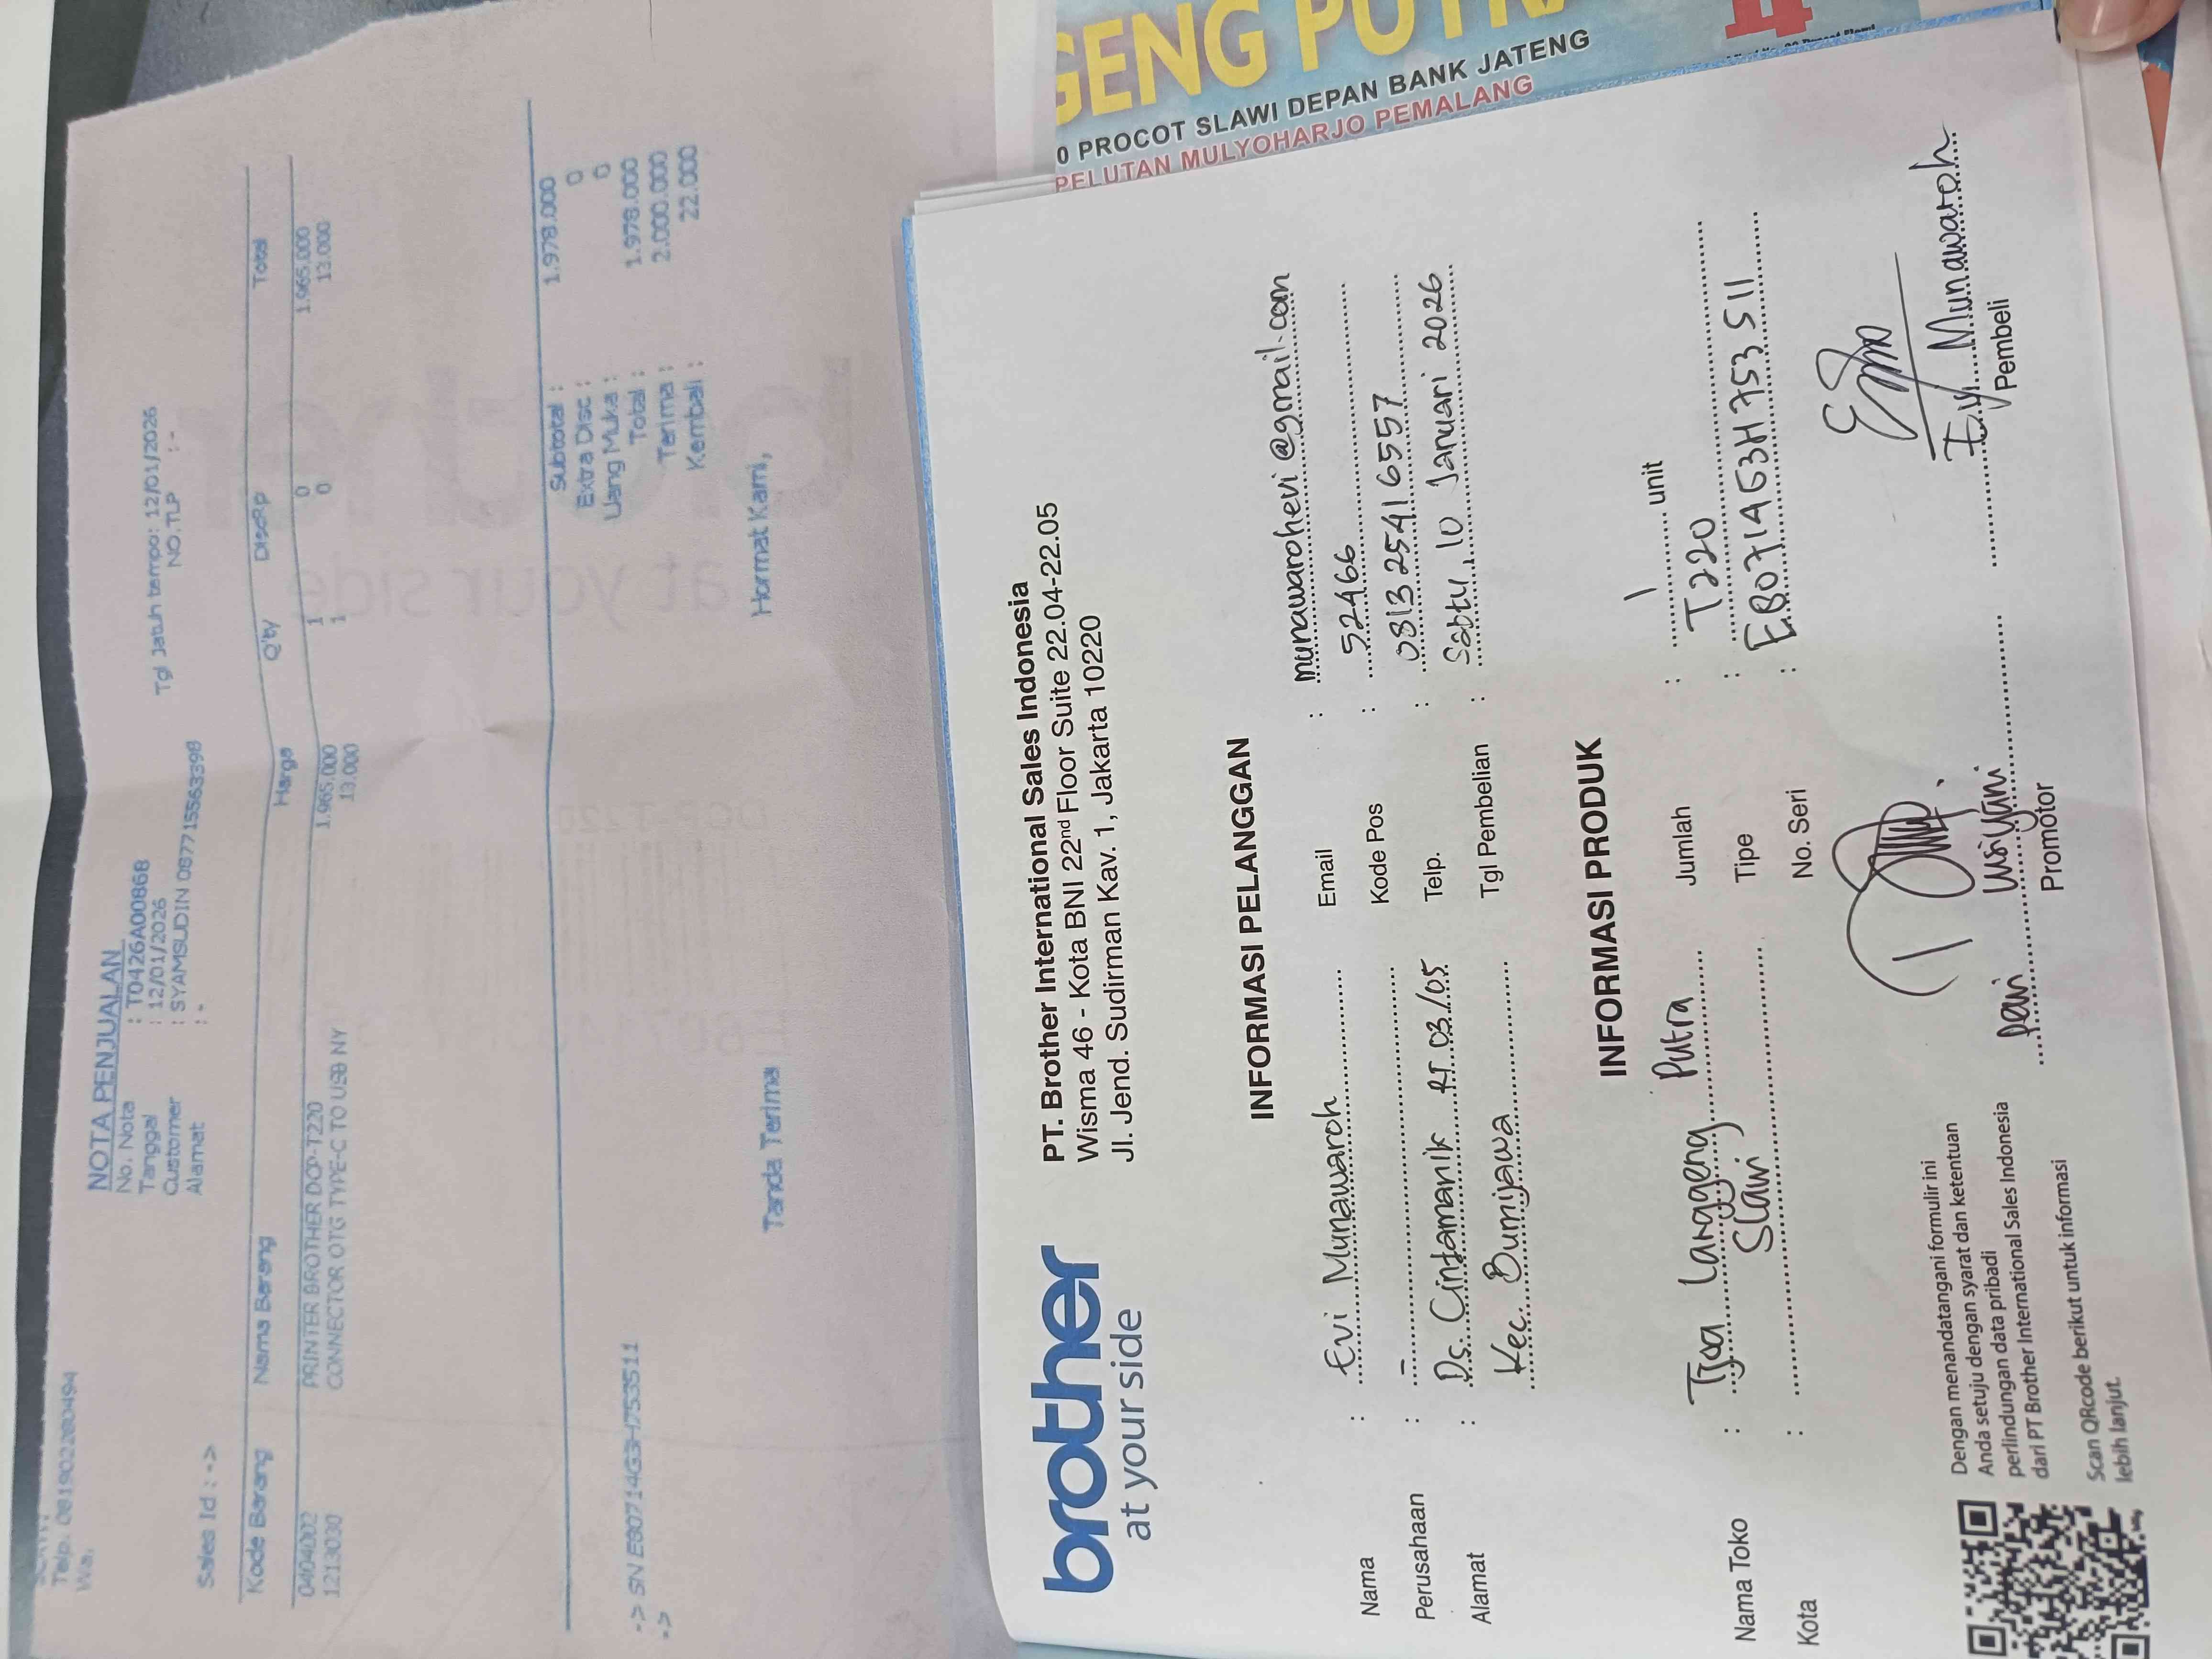 Telp. 081902280494
Wa.
NOTA PENJUALAN
No. Nota : T0426A00868
Tanggal : 12/01/2026
Customer : SYAMSUDIN 087715563398
Alamat : -
Tgl Jatuh tempo: 12/01/2026
NO.TLP : -
Sales Id : ->
Kode Barang Nama Barang Harga Q'ty DiscRp Total
0404002 PRINTER BROTHER DCP-T220 1.965.000 1 0 1.965.000
1213030 CONNECTOR OTG TYPE-C TO USB NY 13.000 1 0 13.000
Subtotal : 1.978.000
Extra Disc : 0
Uang Muka : 0
Total : 1.978.000
Terima : 2.000.000
Kembali : 22.000
-> SN E80714G3H753511
->
Tanda Terima Hormat Kami,
GENG PUTRA
0 PROCOT SLAWI DEPAN BANK JATENG
PELUTAN MULYOHARJO PEMALANG
brother
at your side
PT. Brother International Sales Indonesia
Wisma 46 - Kota BNI 22nd Floor Suite 22.04-22.05
Jl. Jend. Sudirman Kav. 1, Jakarta 10220
INFORMASI PELANGGAN
Nama : Evi Munawaroh Email : munawarohevi@gmail.com
Perusahaan : - Kode Pos : 52466
Alamat : Ds. Cintamanik RT 03/05 Telp. : 081325416557
Kec. Bumijawa Tgl Pembelian : Sabtu, 10 Januari 2026
INFORMASI PRODUK
Nama Toko : Tjoa Langgeng Putra Jumlah : 1 unit
Kota : Slawi Tipe : T220
No. Seri : E80714G3H753511
Dengan menandatangani formulir ini
Anda setuju dengan syarat dan ketentuan
perlindungan data pribadi
dari PT Brother International Sales Indonesia
Scan QRcode berikut untuk informasi
lebih lanjut.
Promotor
Evi Munawaroh
Pembeli